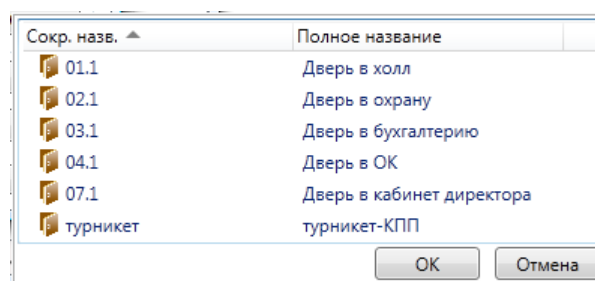 Сокр. назв. Полное название
01.1 Дверь в холл
02.1 Дверь в охрану
03.1 Дверь в бухгалтерию
04.1 Дверь в ОК
07.1 Дверь в кабинет директора
турникет турникет-КПП
ОК Отмена